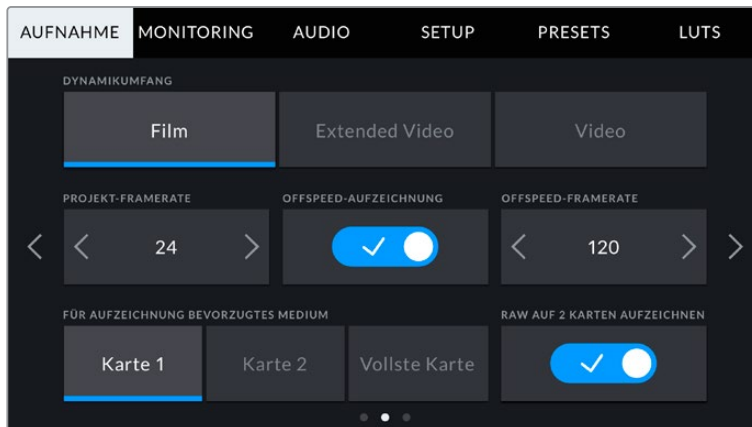 AUFNAHME MONITORING AUDIO SETUP PRESETS LUTS
DYNAMIKUMFANG
Film Extended Video Video
PROJEKT-FRAMERATE OFFSPEED-AUFZEICHNUNG OFFSPEED-FRAMERATE
24 120
FÜR AUFZEICHNUNG BEVORZUGTES MEDIUM RAW AUF 2 KARTEN AUFZEICHNEN
Karte 1 Karte 2 Vollste Karte